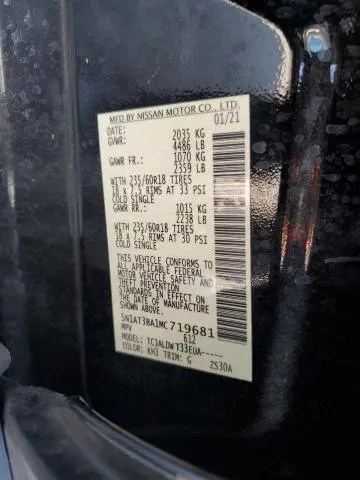 MFD BY NISSAN MOTOR CO., LTD.
DATE: 01/21
GVWR: 2035 KG
4486 LB
GAWR FR: 1070 KG
2359 LB
WITH 235/60R18 TIRES
18 X 7.5 RIMS AT 33 PSI
COLD SINGLE
GAWR RR: 1015 KG
2238 LB
WITH 235/60R18 TIRES
18 X 7.5 RIMS AT 30 PSI
COLD SINGLE
THIS VEHICLE CONFORMS TO
ALL APPLICABLE FEDERAL
MOTOR VEHICLE SAFETY AND
THEFT PREVENTION STANDARDS
IN EFFECT ON THE DATE OF
MANUFACTURE SHOWN ABOVE.
5N1AT3BA1MC719681
MPV 612
MODEL: TCJALDWT33EUA-----
COLOR: KH3 TRIM: G ZS30A